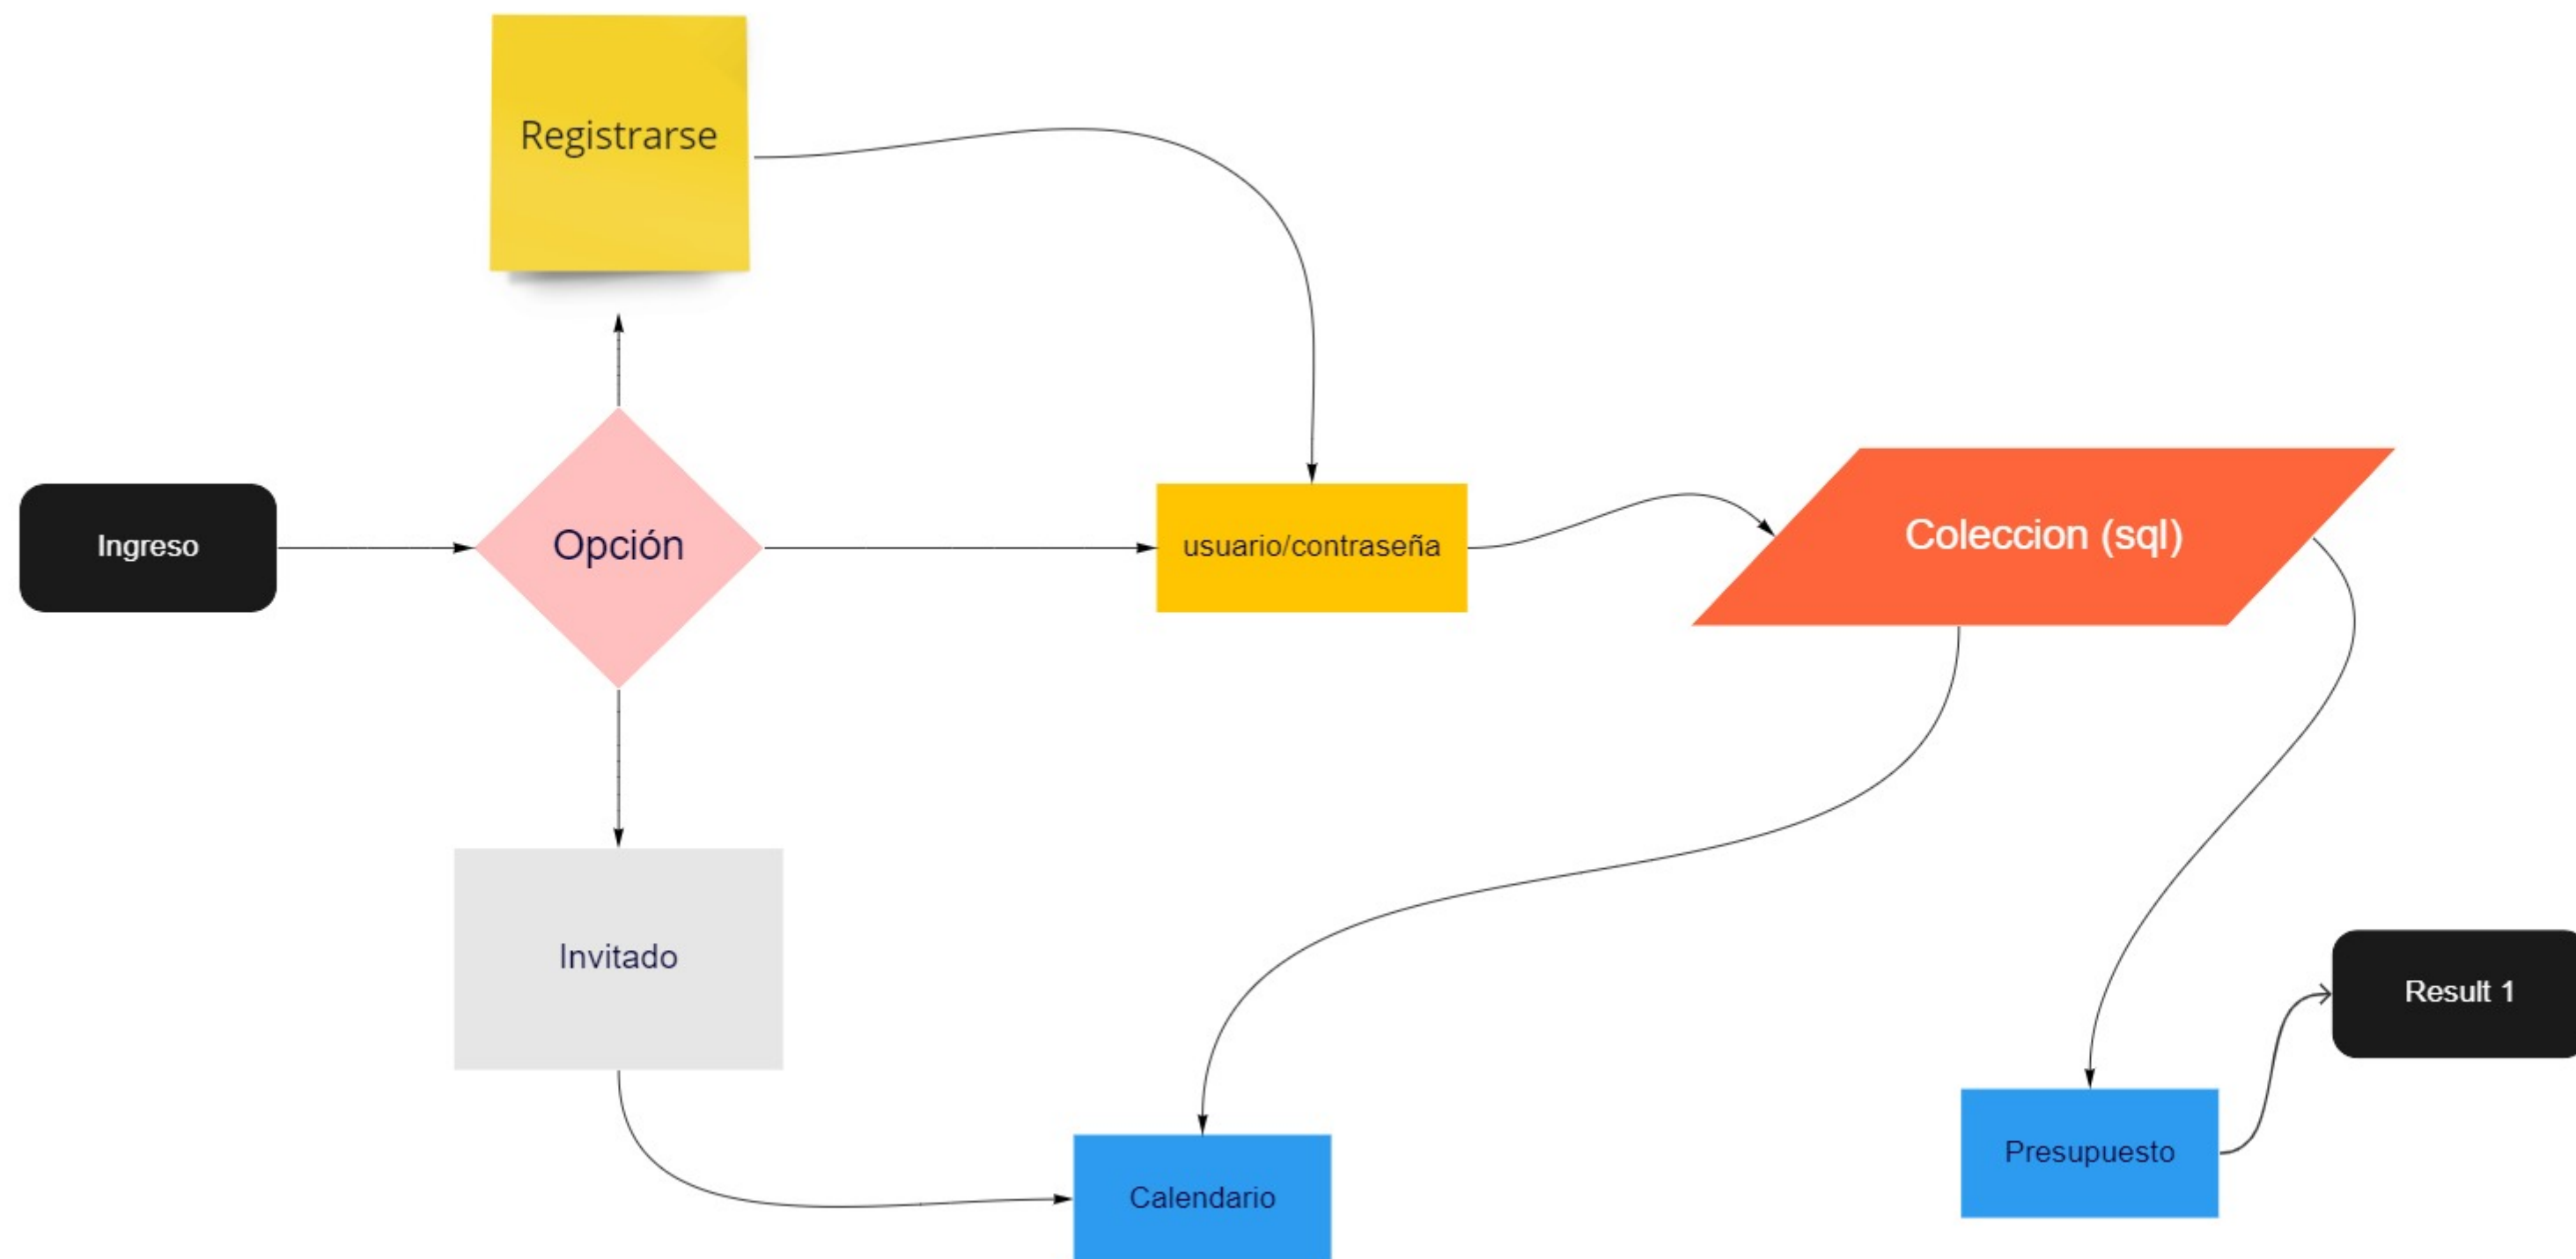 Registrarse
Ingreso
Opción
usuario/contraseña
Coleccion (sql)
Invitado
Result 1
Presupuesto
Calendario